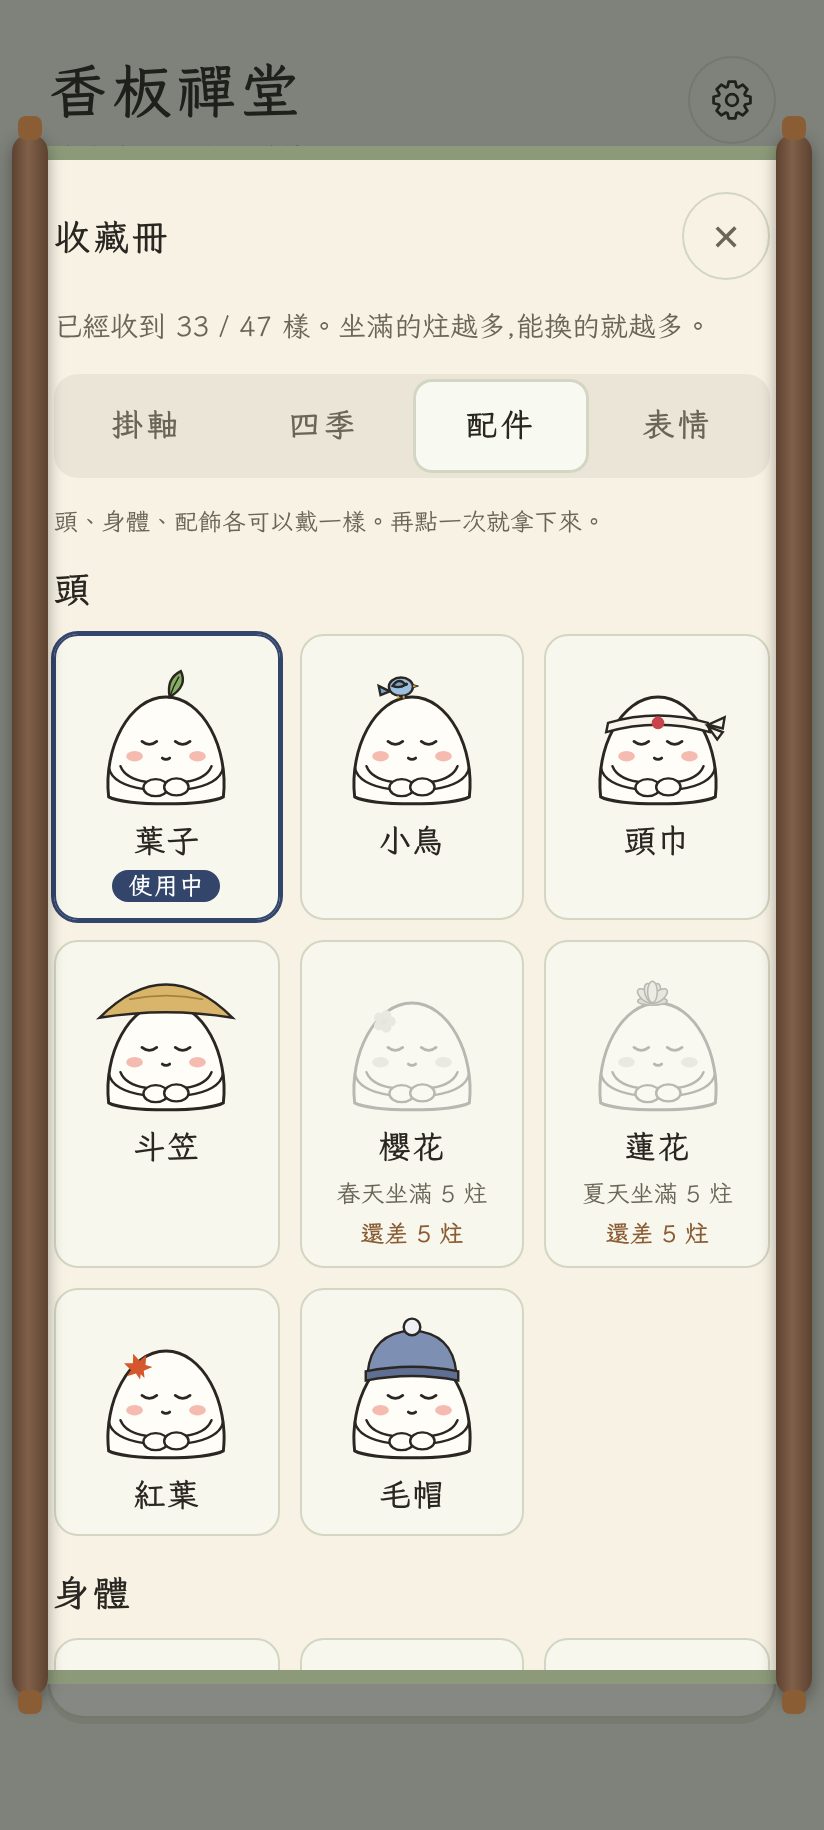 香板禪堂
收藏冊
已經收到 33 / 47 樣。坐滿的炷越多,能換的就越多。
掛軸 四季 配件 表情
頭、身體、配飾各可以戴一樣。再點一次就拿下來。
頭
葉子 小鳥 頭巾
使用中
斗笠 櫻花 蓮花
春天坐滿 5 炷 夏天坐滿 5 炷
還差 5 炷 還差 5 炷
紅葉 毛帽
身體